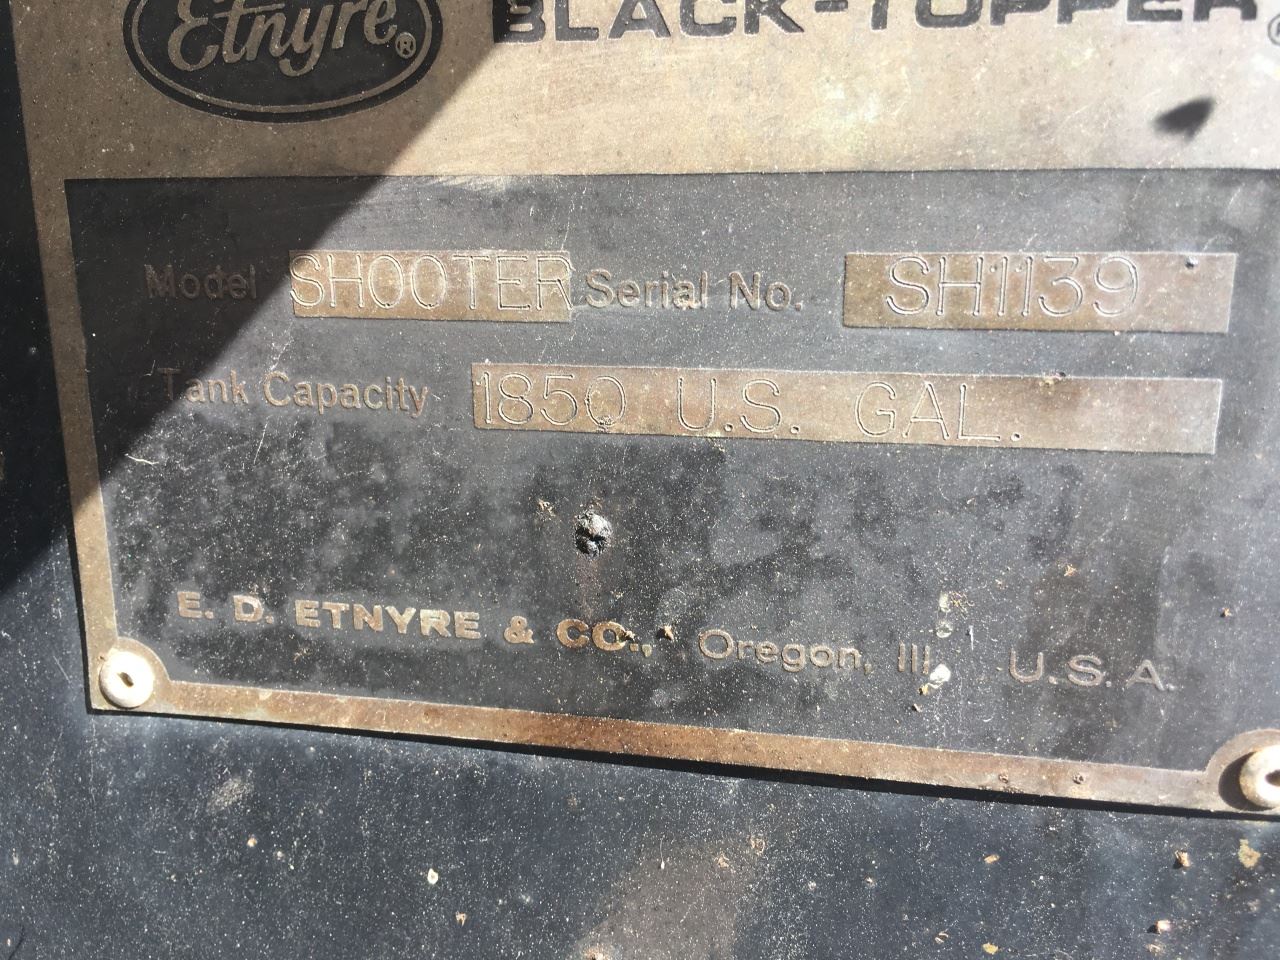 Etnyre® BLACK-TOPPER®
Model SHOOTER Serial No. SH1139
Tank Capacity 1850 U.S. GAL.
E. D. ETNYRE & CO., Oregon, Ill. U.S.A.